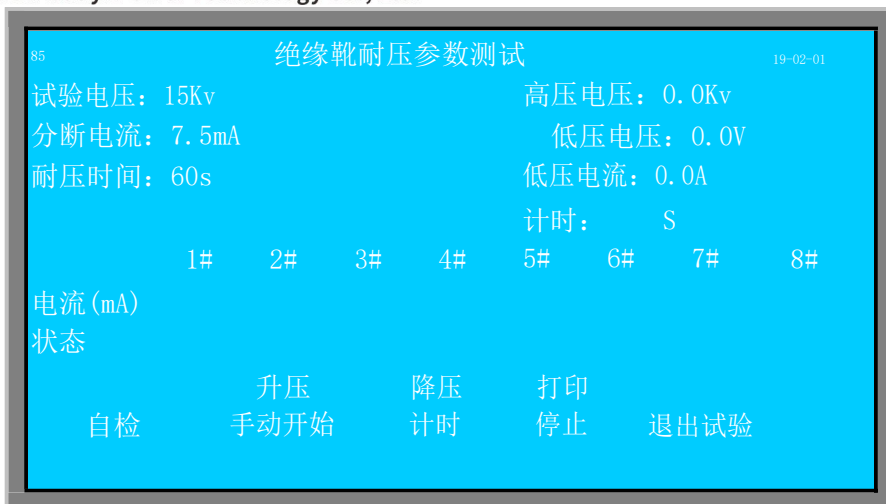 85 绝缘靴耐压参数测试 19-02-01
试验电压：15Kv 高压电压：0.0Kv
分断电流：7.5mA 低压电压：0.0V
耐压时间：60s 低压电流：0.0A
计时： S
1# 2# 3# 4# 5# 6# 7# 8#
电流(mA)
状态
升压 降压 打印
自检 手动开始 计时 停止 退出试验